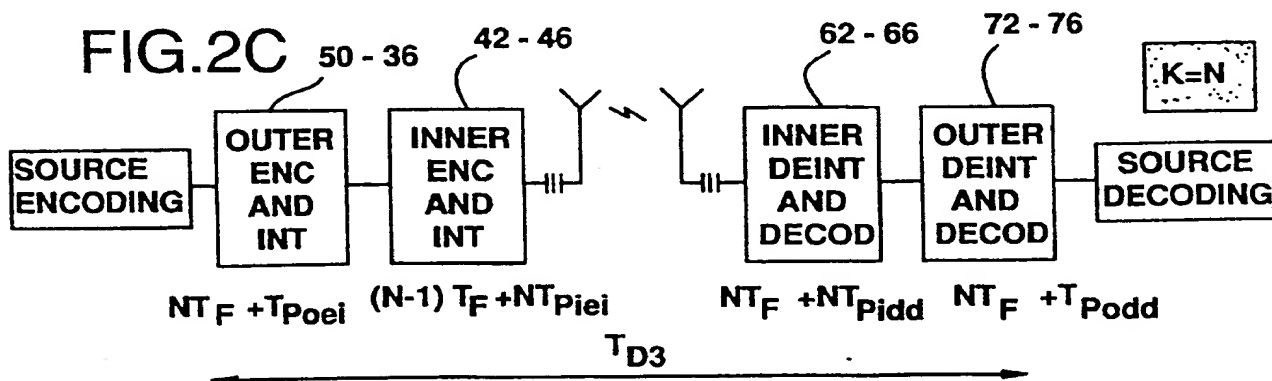 FIG.2C
50 - 36
42 - 46
62 - 66
72 - 76
K=N
SOURCE
ENCODING
OUTER
ENC
AND
INT
INNER
ENC
AND
INT
INNER
DEINT
AND
DECOD
OUTER
DEINT
AND
DECOD
SOURCE
DECODING
NTF +TPoei
(N-1) TF +NTPiei
NTF +NTPidd
NTF +TPodd
TD3